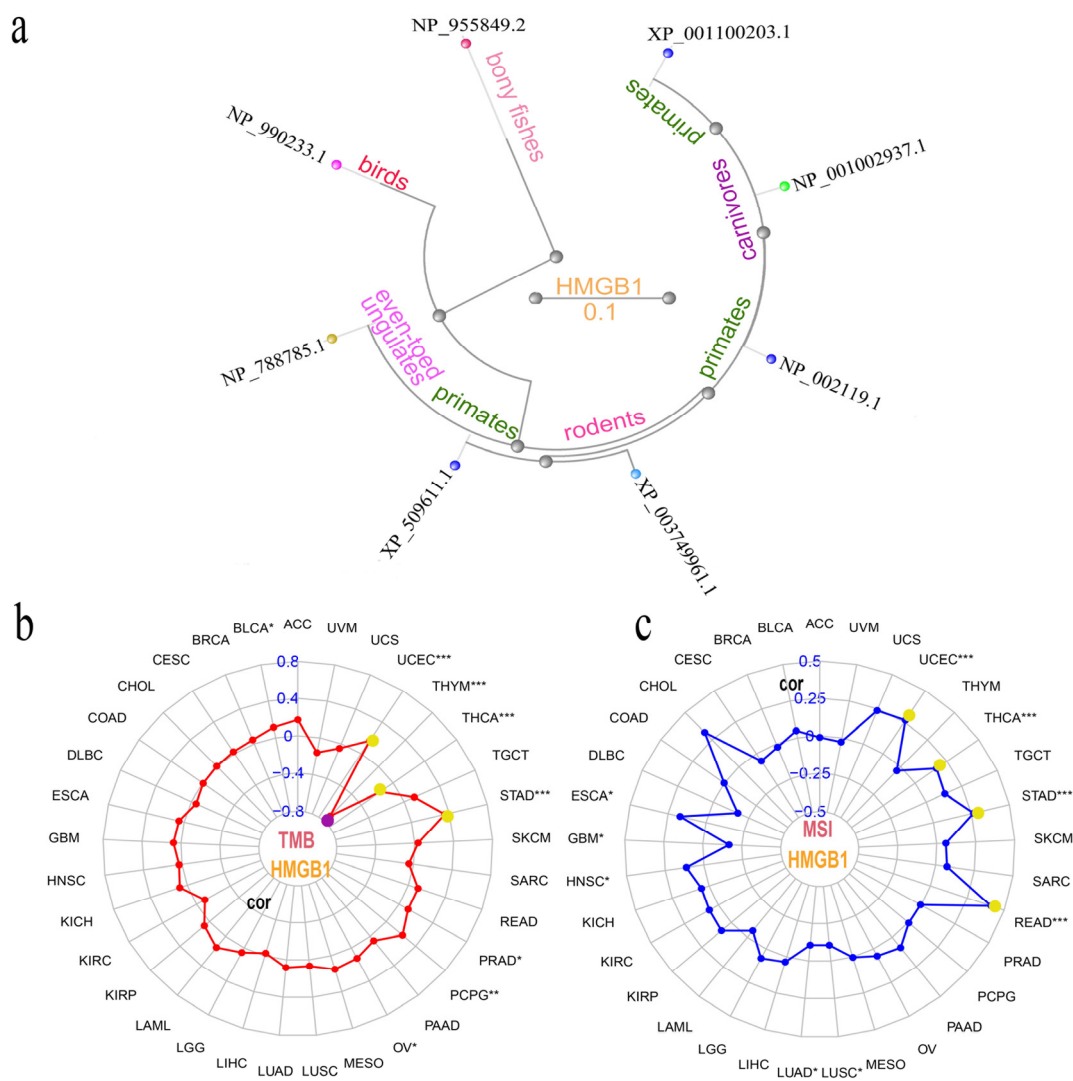 a
NP_955849.2
XP_001100203.1
bony fishes
primates
NP_990233.1
birds
carnivores
NP_001002937.1
HMGB1
0.1
even-toed
ungulates
primates
NP_788785.1
NP_002119.1
primates
rodents
XP_509611.1
XP_003749961.1
b
ACC
UVM
UCS
UCEC***
THYM***
THCA***
TGCT
STAD***
SKCM
SARC
READ
PRAD*
PCPG**
PAAD
OV*
MESO
LUSC
LUAD
LIHC
LGG
LAML
KIRP
KIRC
KICH
HNSC
GBM
ESCA
DLBC
COAD
CHOL
CESC
BRCA
BLCA*
0.8
0.4
0
−0.4
−0.8
TMB
HMGB1
cor
c
ACC
UVM
UCS
UCEC***
THYM
THCA***
TGCT
STAD***
SKCM
SARC
READ***
PRAD
PCPG
PAAD
OV
MESO
LUSC*
LUAD*
LIHC
LGG
LAML
KIRP
KIRC
KICH
HNSC*
GBM*
ESCA*
DLBC
COAD
CHOL
CESC
BRCA
BLCA
0.5
cor
0.25
0
−0.25
−0.5
MSI
HMGB1